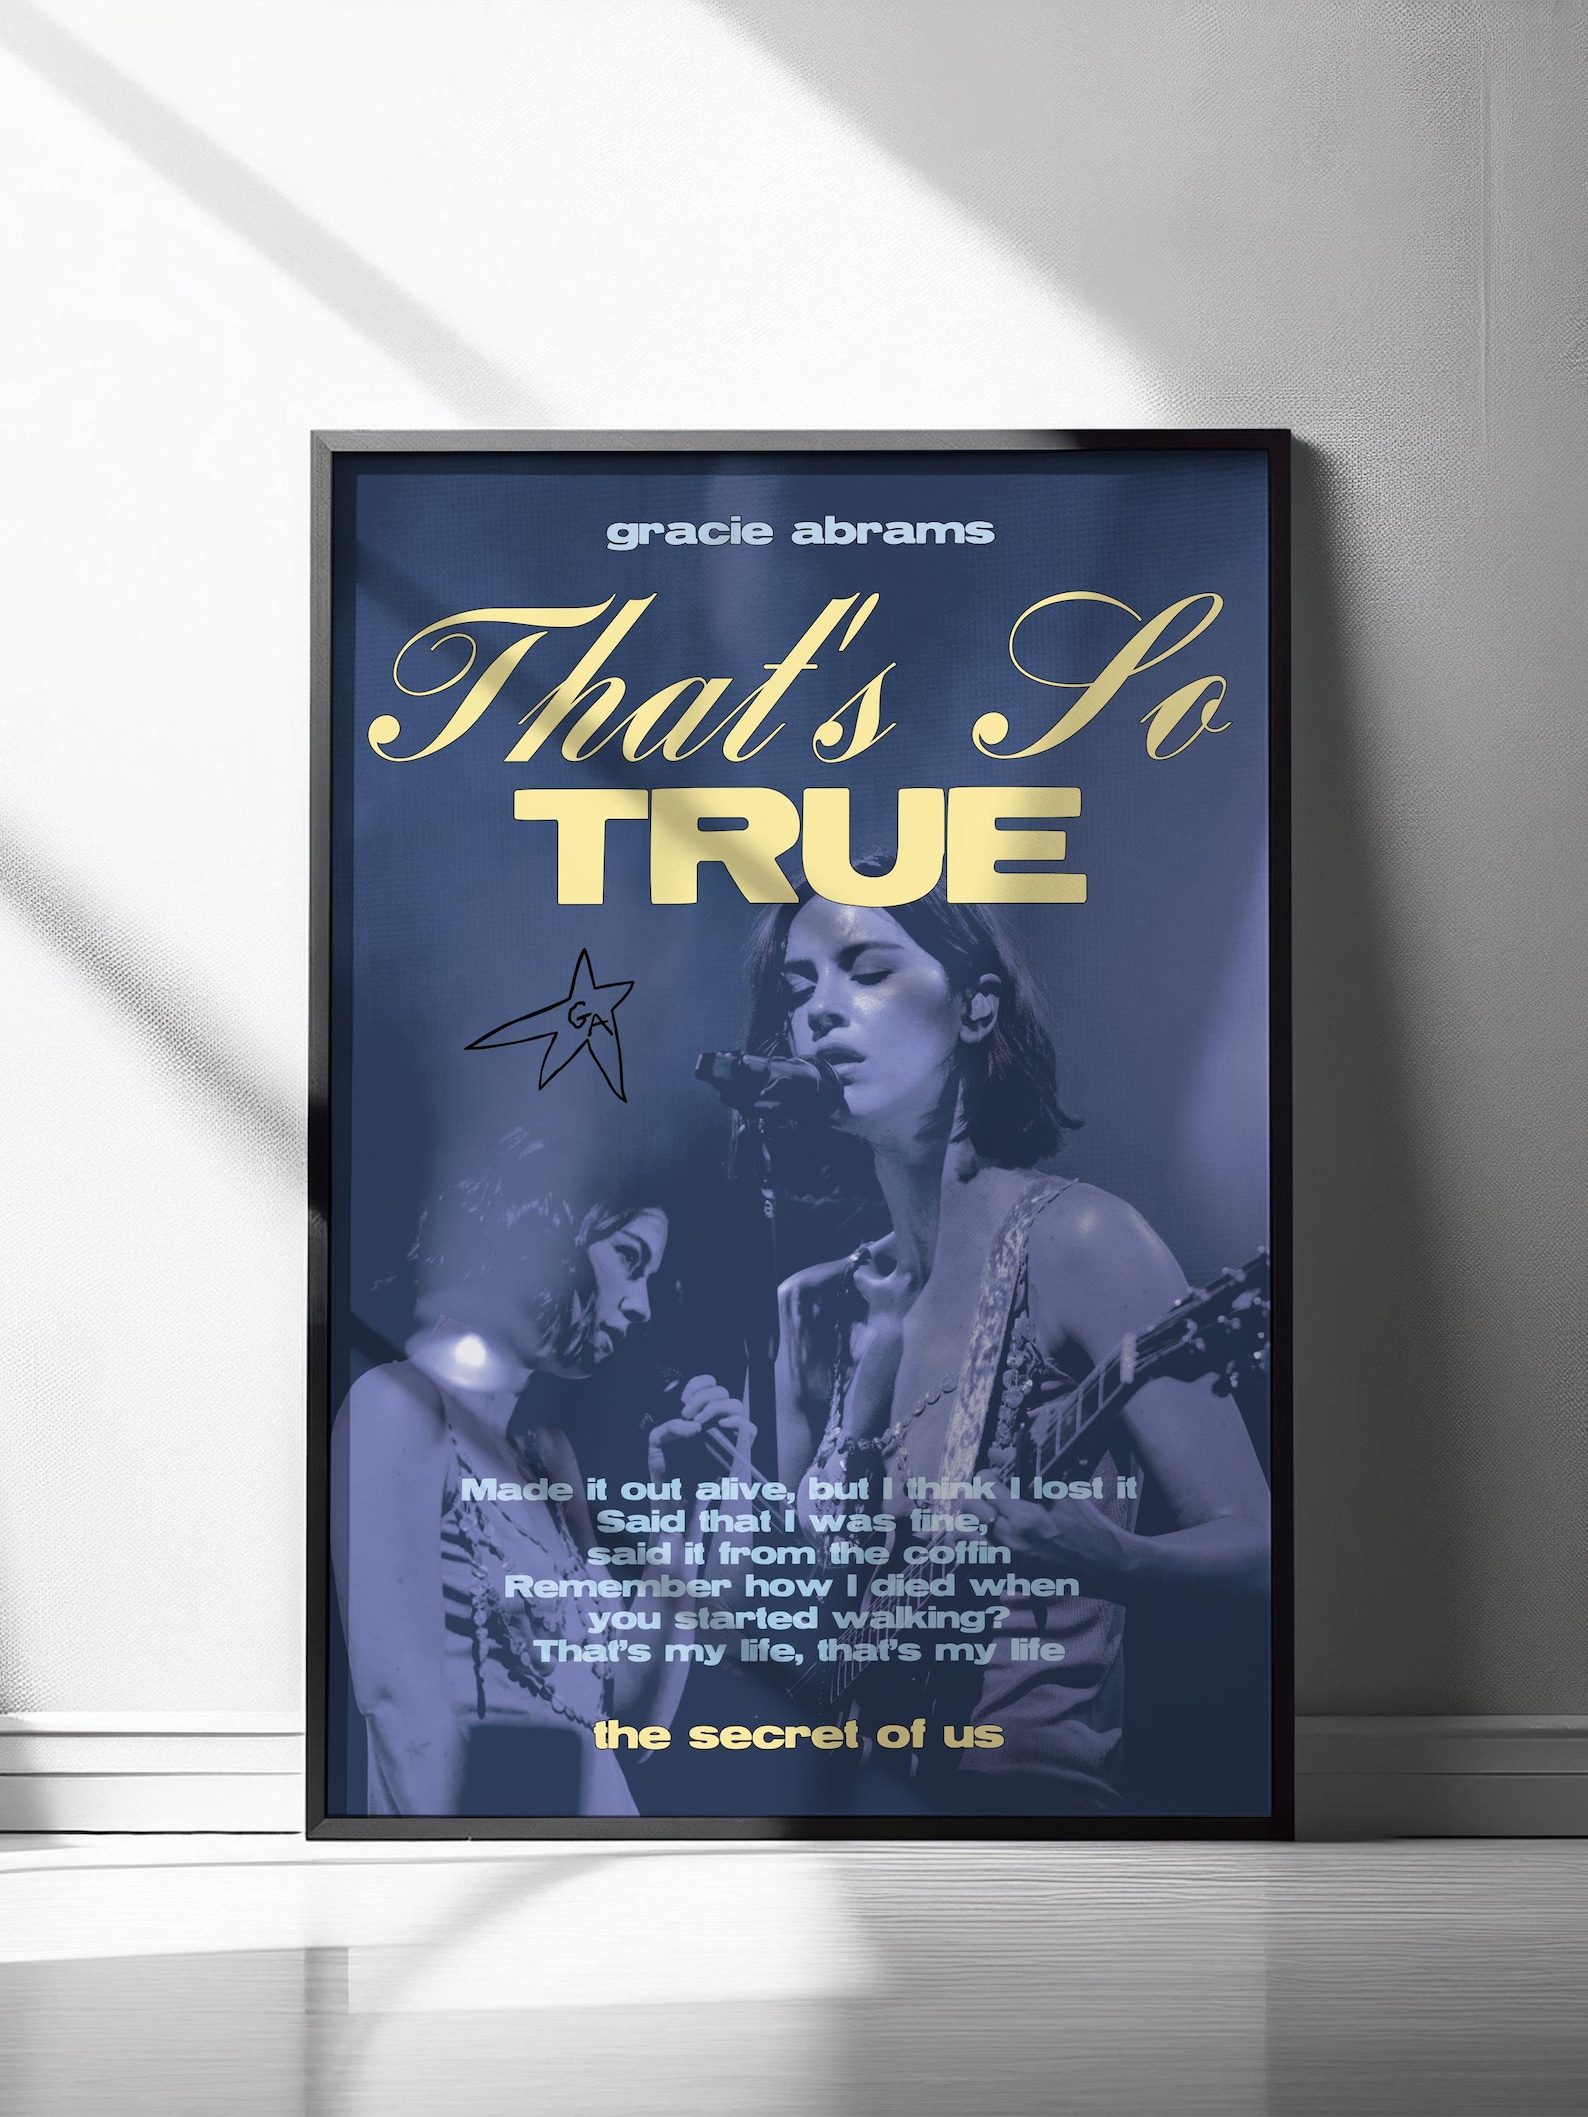 gracie abrams
That's So
TRUE
GA
Made it out alive, but I think I lost it
Said that I was fine,
said it from the coffin
Remember how I died when
you started walking?
That's my life, that's my life
the secret of us